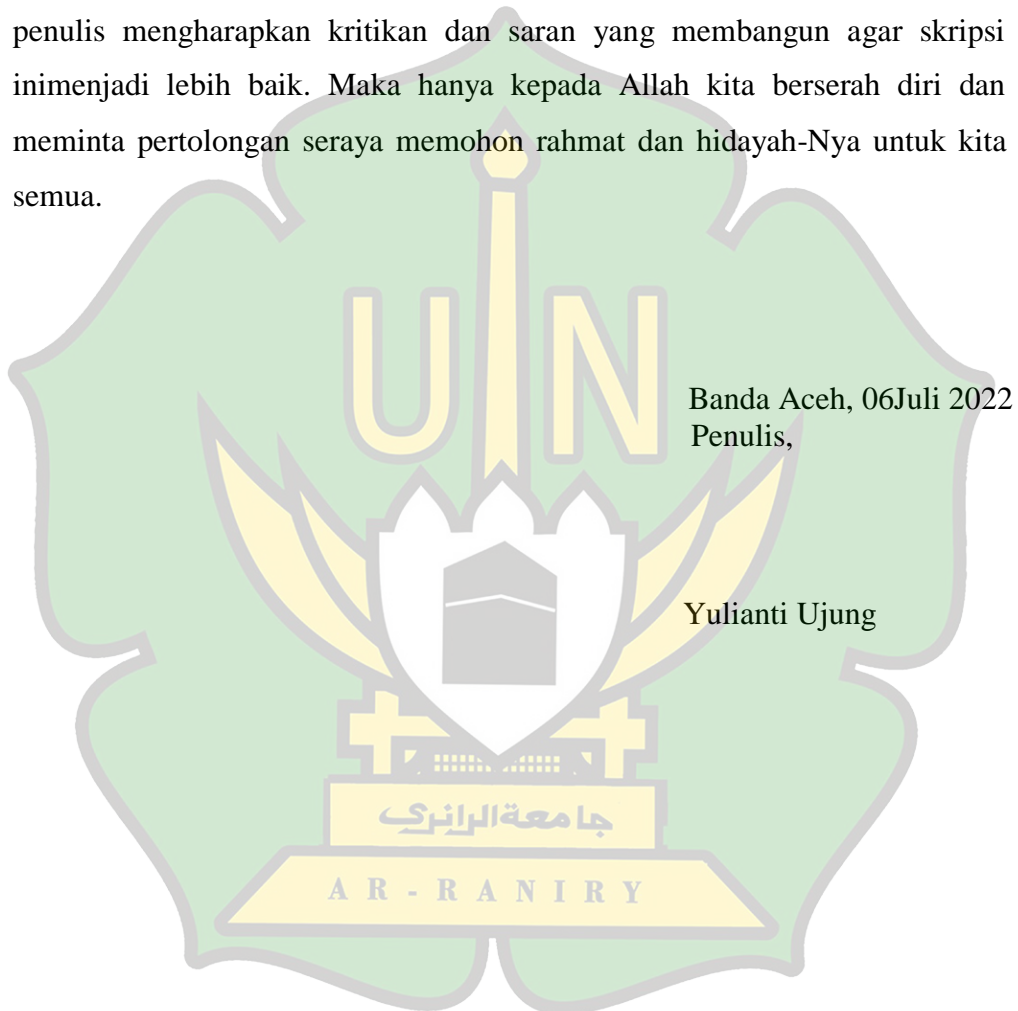 penulis mengharapkan kritikan dan saran yang membangun agar skripsi
inimenjadi lebih baik. Maka hanya kepada Allah kita berserah diri dan
meminta pertolongan seraya memohon rahmat dan hidayah-Nya untuk kita
semua.
UIN
Banda Aceh, 06Juli 2022
Penulis,
Yulianti Ujung
جامعة الرانري
AR-RANIRY